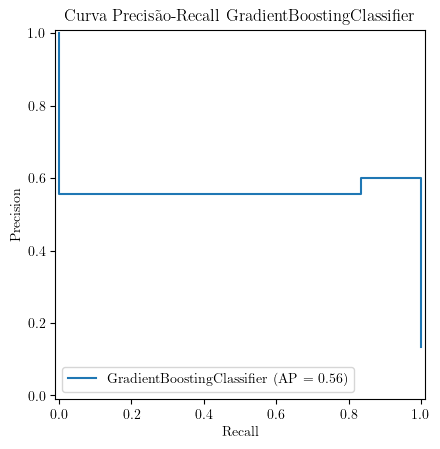 Curva Precisão-Recall GradientBoostingClassifier
1.0
0.8
0.6
0.4
0.2
0.0
Precision
GradientBoostingClassifier (AP = 0.56)
0.0 0.2 0.4 0.6 0.8 1.0
Recall